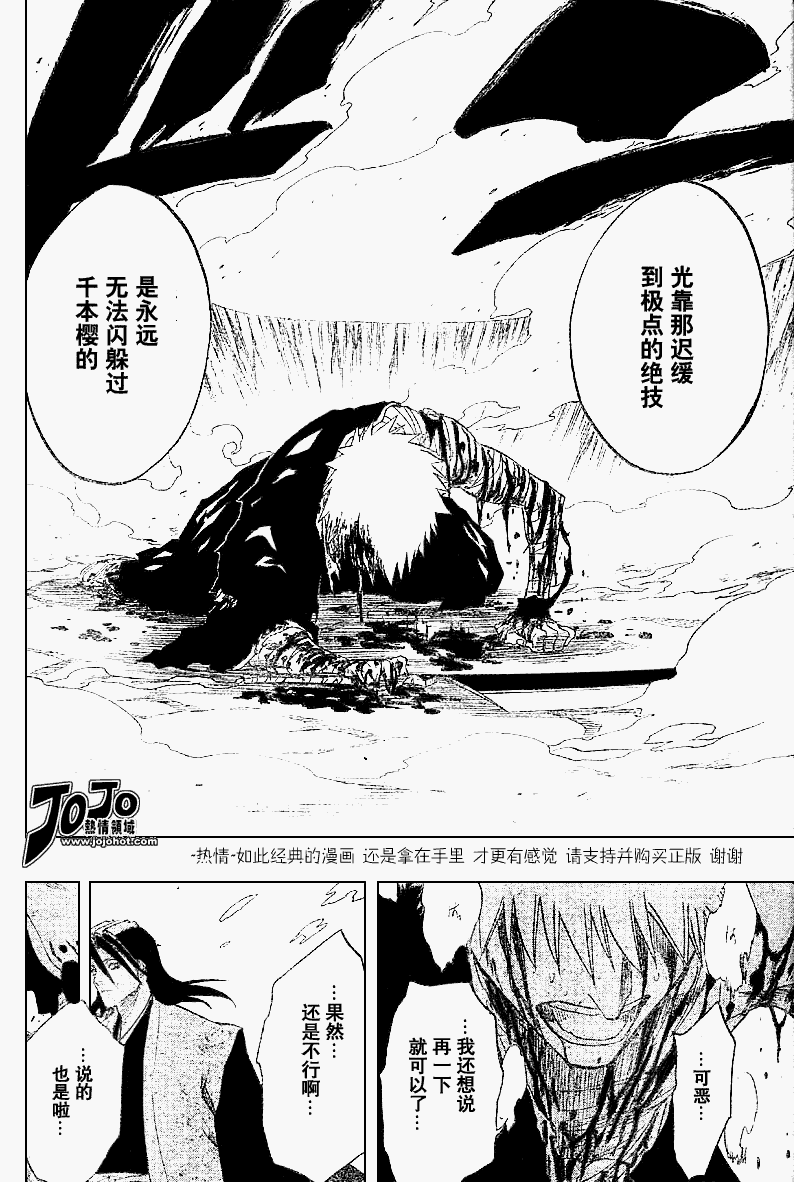 光靠那迟缓
到极点的绝技
是永远
无法闪躲过
千本樱的
JOJO
熱情領域
www.jojohot.com
-热情-如此经典的漫画 还是拿在手里 才更有感觉 请支持并购买正版 谢谢
…可恶…
…我还想说
再一下
就可以了…
…果然…
还是不行啊…
…说的
也是啦…